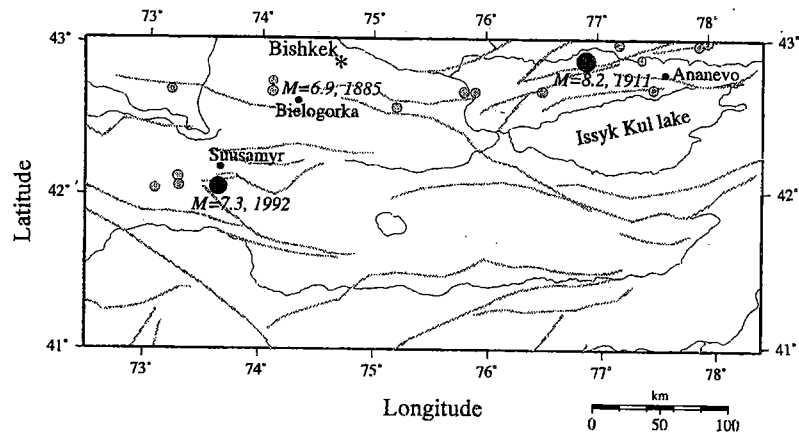 73° 74° 75° 76° 77° 78°
43° 43°
Bishkek
*
M=8.2, 1911 Ananevo
M=6.9, 1885
Bielogorka
Issyk Kul lake
Suusamyr
42° 42°
M=7.3, 1992
Latitude
41° 41°
73° 74° 75° 76° 77° 78°
Longitude
km
0 50 100